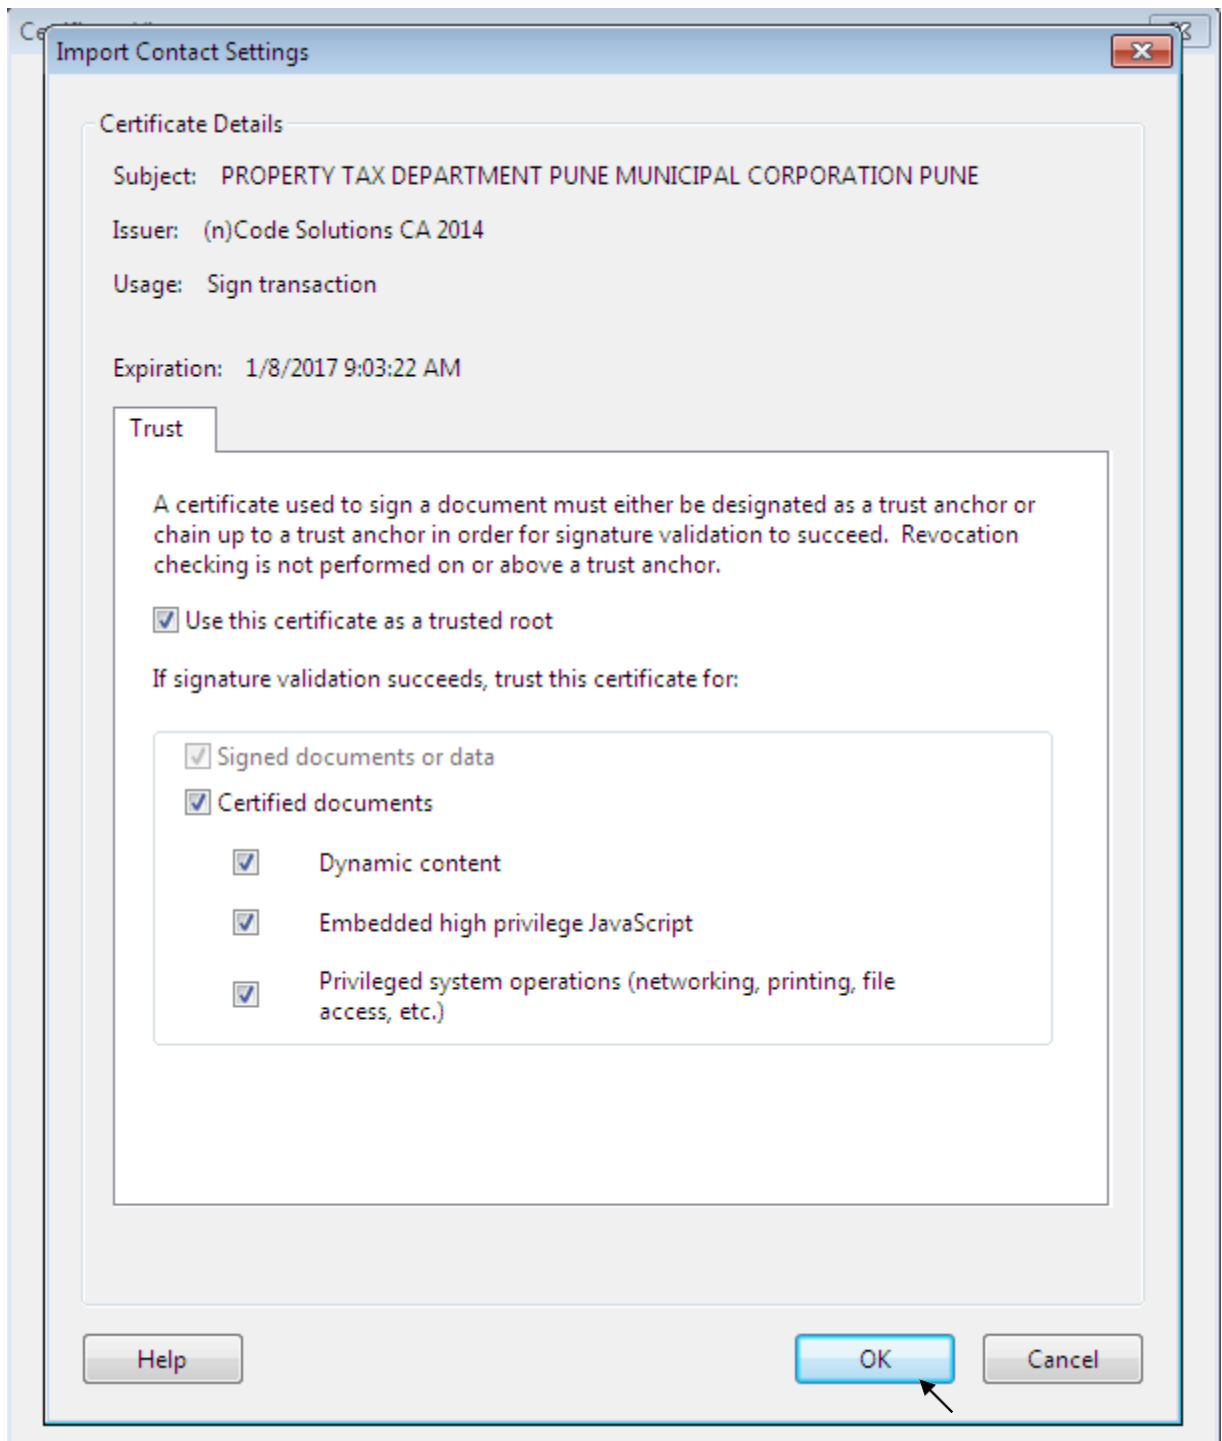 Import Contact Settings
Certificate Details
Subject: PROPERTY TAX DEPARTMENT PUNE MUNICIPAL CORPORATION PUNE
Issuer: (n)Code Solutions CA 2014
Usage: Sign transaction
Expiration: 1/8/2017 9:03:22 AM
Trust
A certificate used to sign a document must either be designated as a trust anchor or
chain up to a trust anchor in order for signature validation to succeed. Revocation
checking is not performed on or above a trust anchor.
Use this certificate as a trusted root
If signature validation succeeds, trust this certificate for:
Signed documents or data
Certified documents
Dynamic content
Embedded high privilege JavaScript
Privileged system operations (networking, printing, file
access, etc.)
Help
OK
Cancel